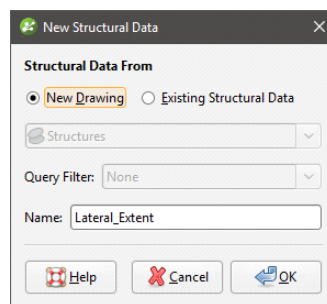 New Structural Data
Structural Data From
New Drawing Existing Structural Data
Structures
Query Filter: None
Name: Lateral_Extent
Help Cancel OK